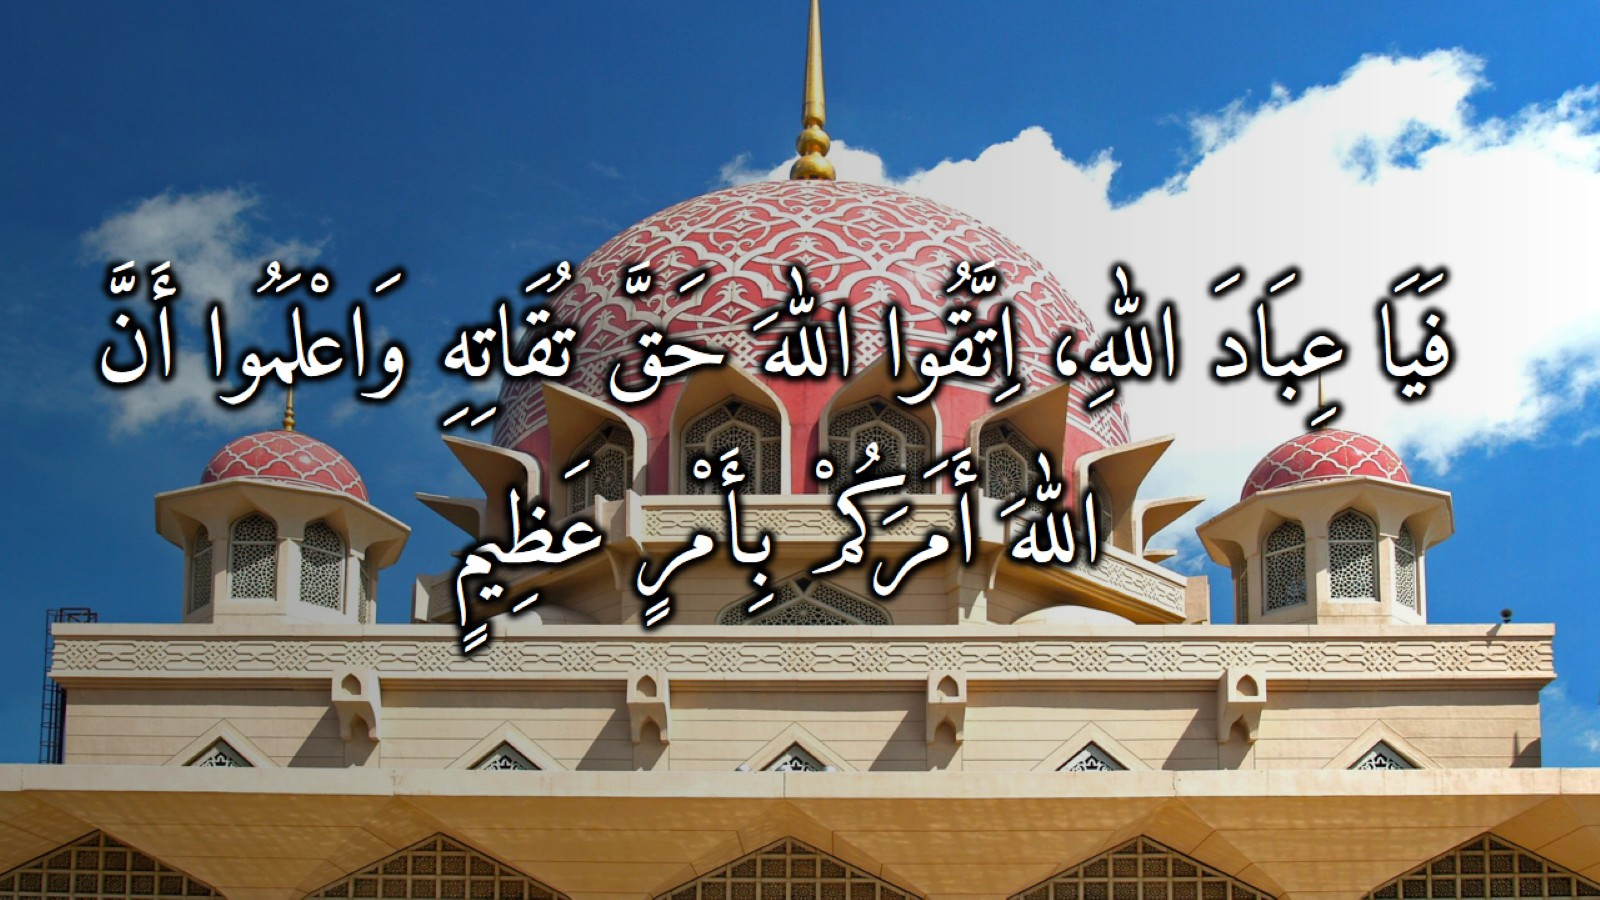 فَيَا عِبَادَ اللهِ، اِتَّقُوا اللهَ حَقَّ تُقَاتِهِ وَاعْلَمُوا أَنَّ
اللهَ أَمَرَكُمْ بِأَمْرٍ عَظِيمٍ